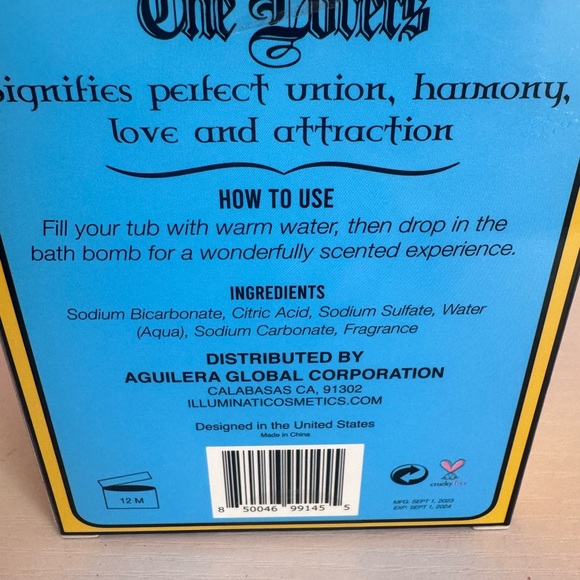 The Lovers
Signifies perfect union, harmony,
love and attraction
HOW TO USE
Fill your tub with warm water, then drop in the
bath bomb for a wonderfully scented experience.
INGREDIENTS
Sodium Bicarbonate, Citric Acid, Sodium Sulfate, Water
(Aqua), Sodium Carbonate, Fragrance
DISTRIBUTED BY
AGUILERA GLOBAL CORPORATION
CALABASAS CA, 91302
ILLUMINATICOSMETICS.COM
Designed in the United States
Made in China
12 M
8 50046 99145 5
cruelty free
MFG: SEPT 1, 2023
EXP: SEPT 1, 2024